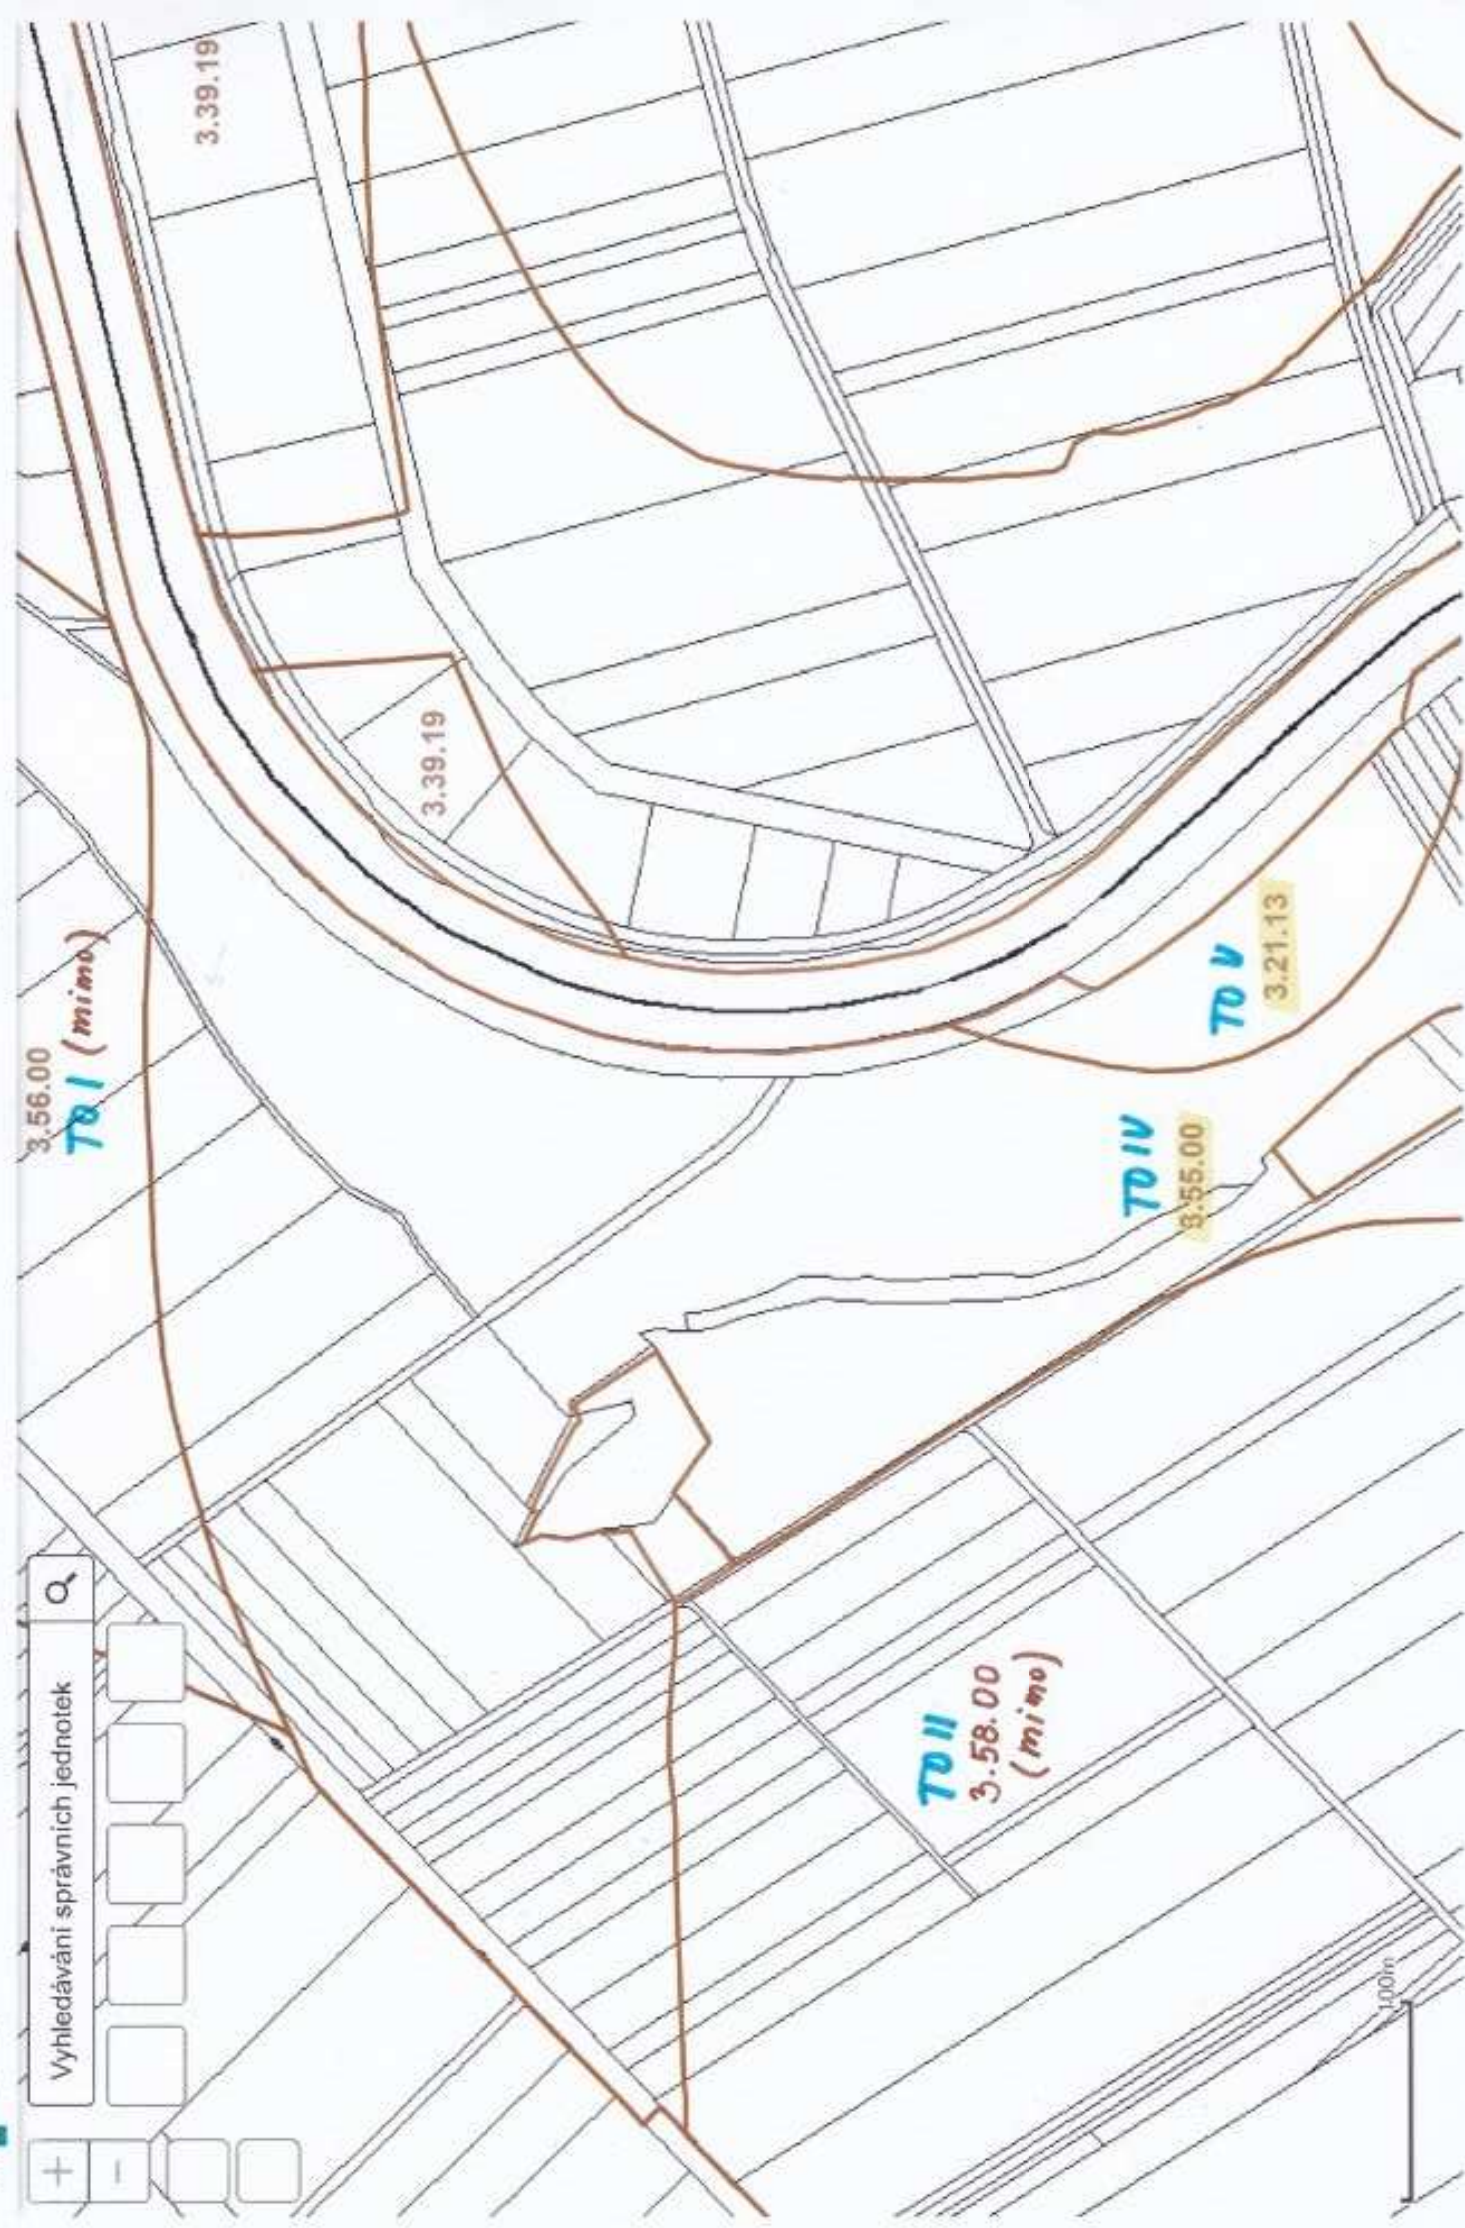 Vyhledávání správních jednotek
3.56.00
TO I (mimo)
3.39.19
3.39.19
TO II
3.58.00
(mimo)
TO IV
3.55.00
TO V
3.21.13
100m